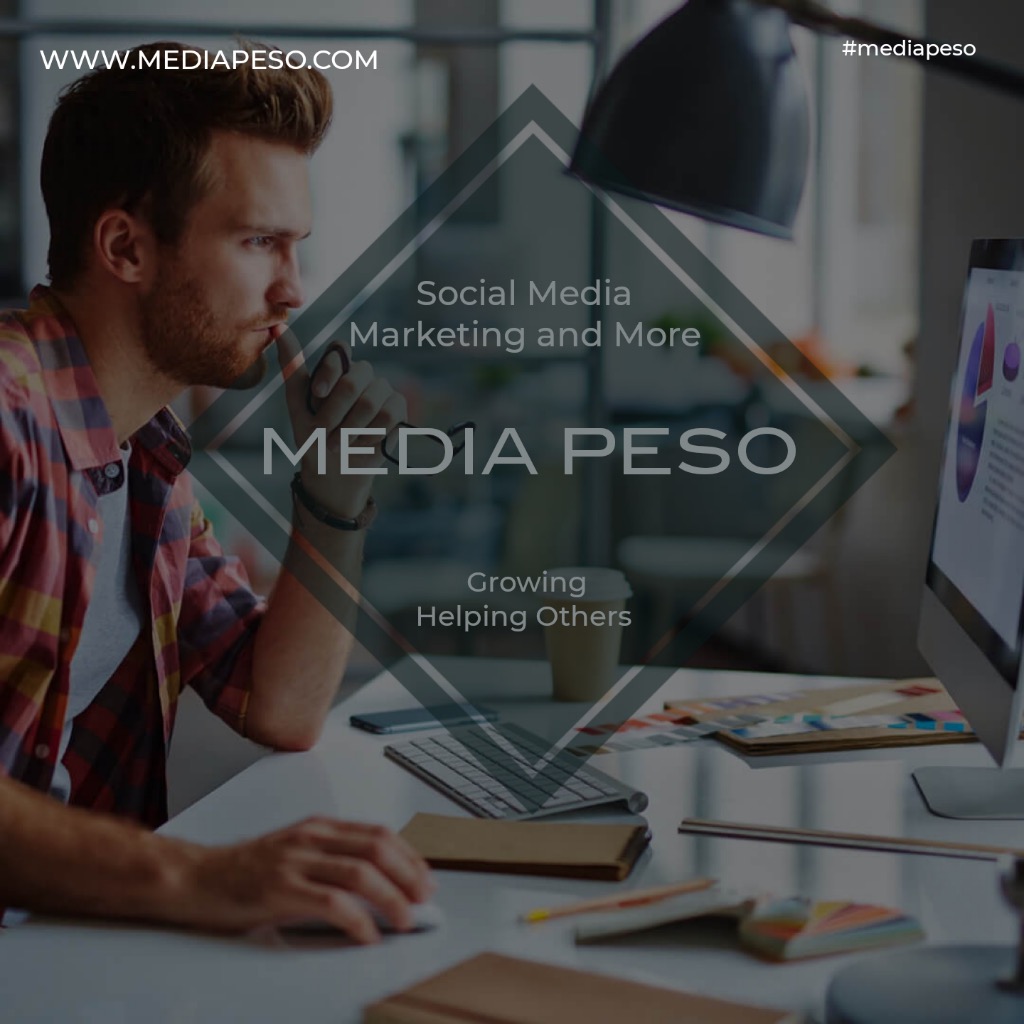 WWW.MEDIAPESO.COM
#mediapeso
Social Media
Marketing and More
MEDIA PESO
Growing
Helping Others